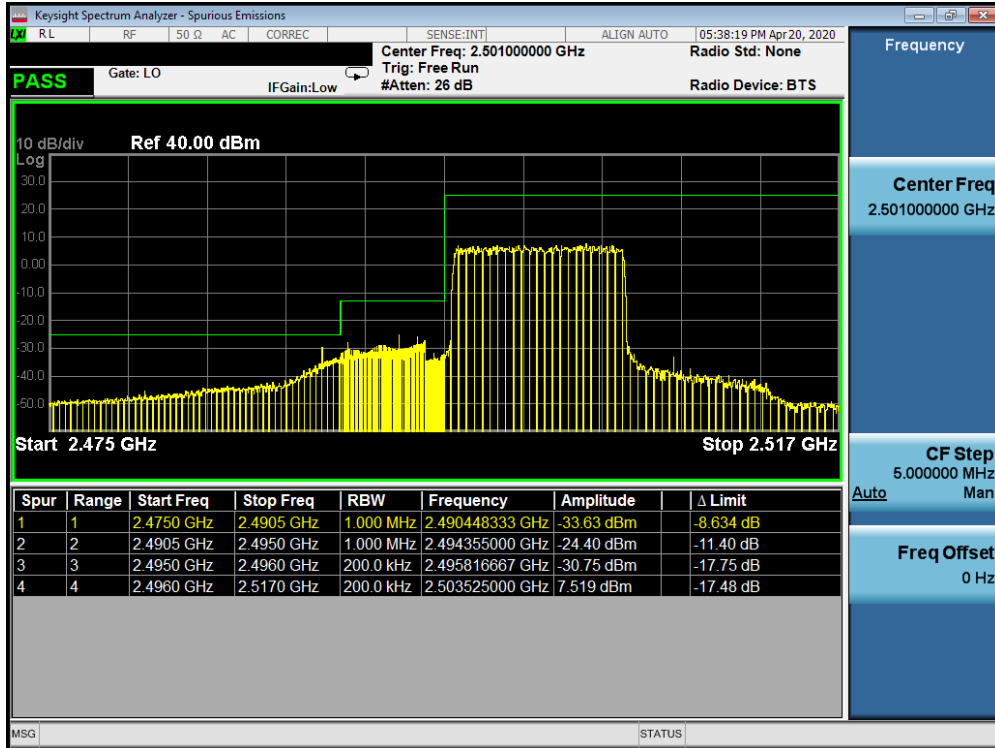 Keysight Spectrum Analyzer - Spurious Emissions
LXI RL RF 50 Ω AC CORREC SENSE:INT ALIGN AUTO 05:38:19 PM Apr 20, 2020
Center Freq: 2.501000000 GHz Radio Std: None
Gate: LO Trig: Free Run
PASS IFGain:Low #Atten: 26 dB Radio Device: BTS
Frequency
10 dB/div Ref 40.00 dBm
Log
30.0
20.0
10.0
0.00
-10.0
-20.0
-30.0
-40.0
-50.0
Start 2.475 GHz Stop 2.517 GHz
Spur Range Start Freq Stop Freq RBW Frequency Amplitude Δ Limit
1 1 2.4750 GHz 2.4905 GHz 1.000 MHz 2.490448333 GHz -33.63 dBm -8.634 dB
2 2 2.4905 GHz 2.4950 GHz 1.000 MHz 2.494355000 GHz -24.40 dBm -11.40 dB
3 3 2.4950 GHz 2.4960 GHz 200.0 kHz 2.495816667 GHz -30.75 dBm -17.75 dB
4 4 2.4960 GHz 2.5170 GHz 200.0 kHz 2.503525000 GHz 7.519 dBm -17.48 dB
Center Freq
2.501000000 GHz
CF Step
5.000000 MHz
Auto Man
Freq Offset
0 Hz
MSG STATUS